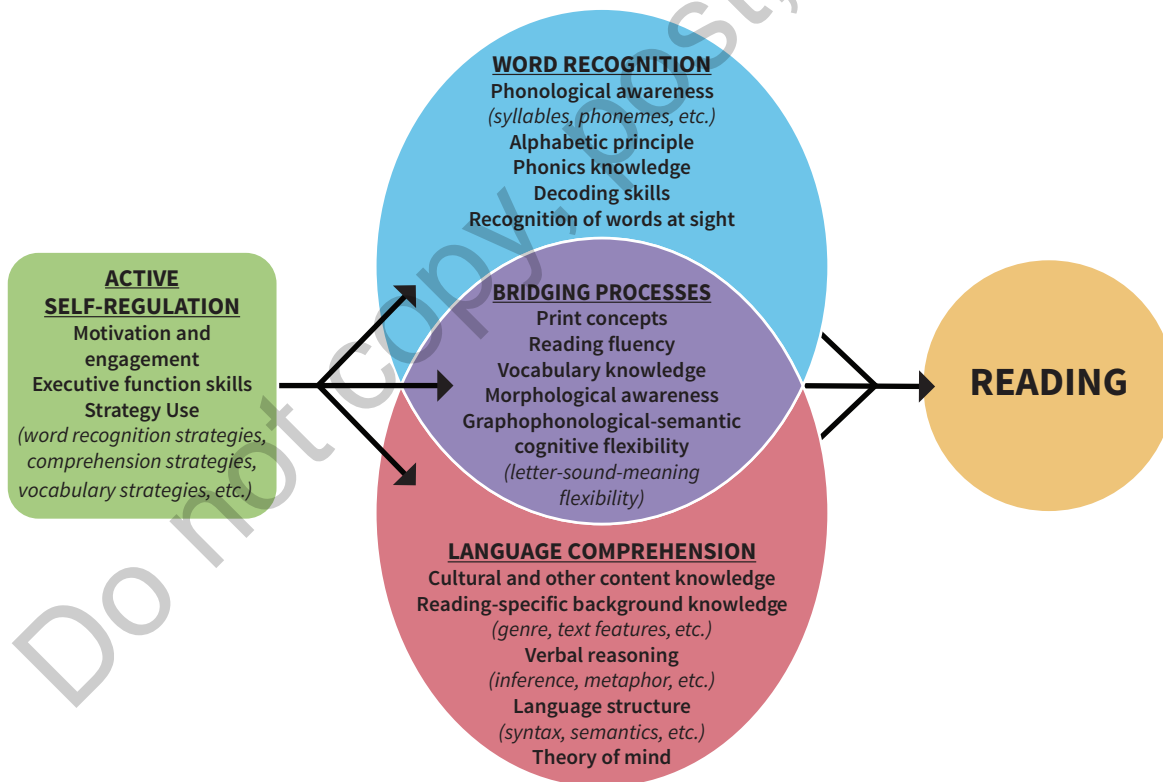 ACTIVE
SELF-REGULATION
Motivation and
engagement
Executive function skills
Strategy Use
(word recognition strategies,
comprehension strategies,
vocabulary strategies, etc.)
WORD RECOGNITION
Phonological awareness
(syllables, phonemes, etc.)
Alphabetic principle
Phonics knowledge
Decoding skills
Recognition of words at sight
BRIDGING PROCESSES
Print concepts
Reading fluency
Vocabulary knowledge
Morphological awareness
Graphophonological-semantic
cognitive flexibility
(letter-sound-meaning
flexibility)
LANGUAGE COMPREHENSION
Cultural and other content knowledge
Reading-specific background knowledge
(genre, text features, etc.)
Verbal reasoning
(inference, metaphor, etc.)
Language structure
(syntax, semantics, etc.)
Theory of mind
READING
Do not copy, post,